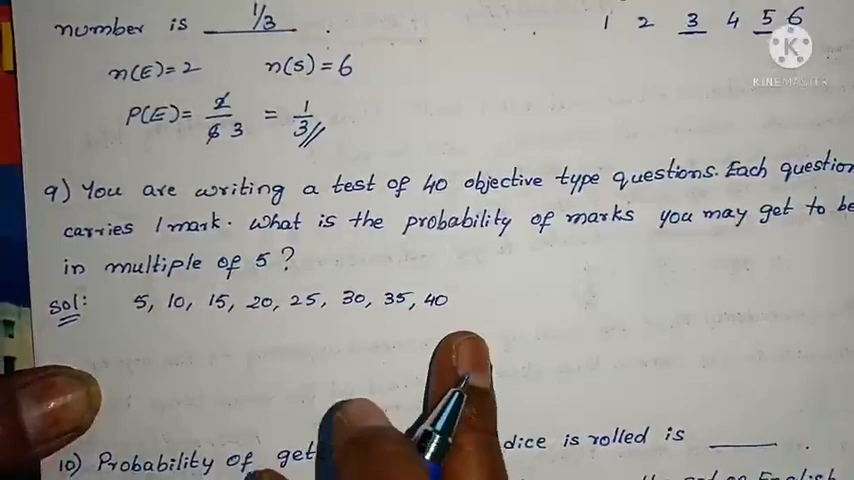 number is 1/3 .
1 2 3 4 5 6
K
KINEMASTER
n(E)=2 n(S)=6
P(E)= 2/6 3 = 1/3 //
9) You are writing a test of 40 objective type questions. Each question
carries 1 mark. What is the probability of marks you may get to be
in multiple of 5 ?
Sol: 5, 10, 15, 20, 25, 30, 35, 40
10) Probability of dice is rolled is ______ .